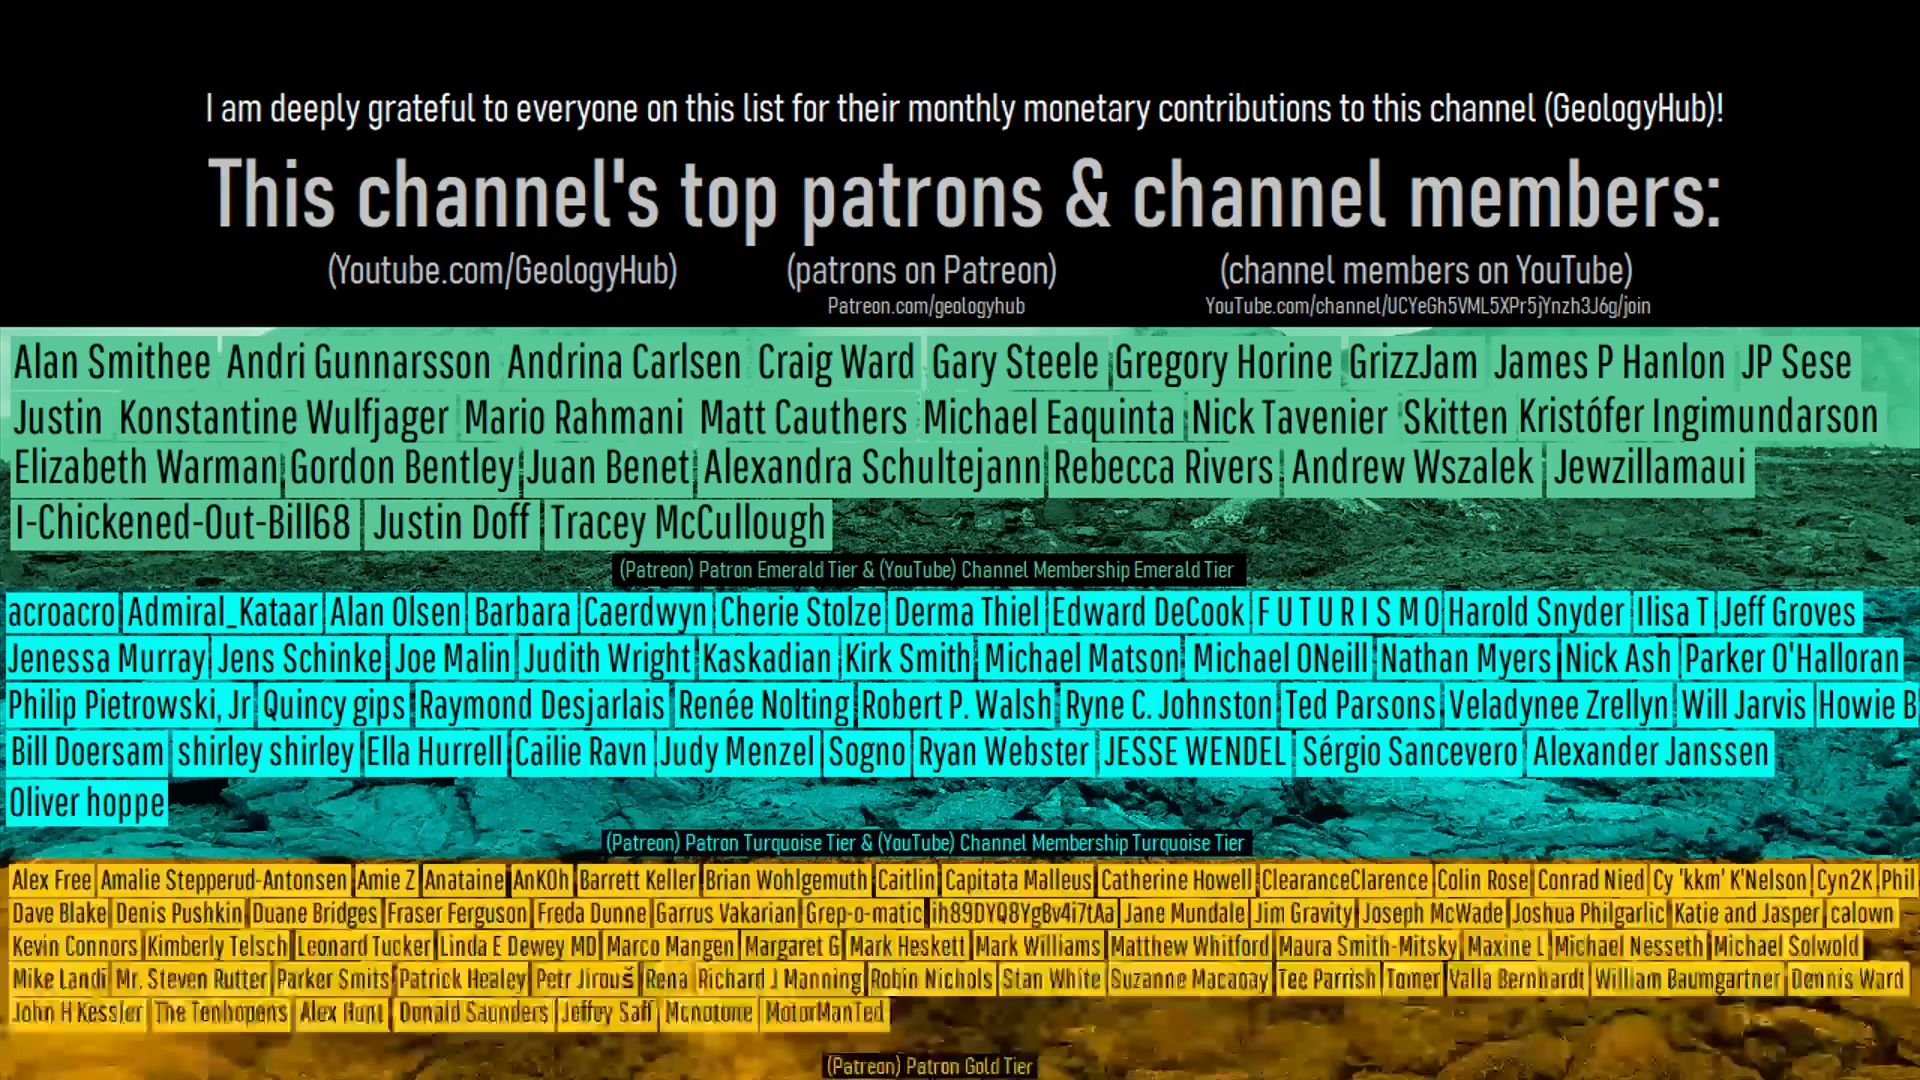 I am deeply grateful to everyone on this list for their monthly monetary contributions to this channel (GeologyHub)!
This channel's top patrons & channel members:
(Youtube.com/GeologyHub) (patrons on Patreon) (channel members on YouTube)
Patreon.com/geologyhub YouTube.com/channel/UCYeGh5VML5XPr5jYnzh3J6g/join
Alan Smithee Andri Gunnarsson Andrina Carlsen Craig Ward Gary Steele Gregory Horine GrizzJam James P Hanlon JP Sese
Justin Konstantine Wulfjager Mario Rahmani Matt Cauthers Michael Eaquinta Nick Tavenier Skitten Kristófer Ingimundarson
Elizabeth Warman Gordon Bentley Juan Benet Alexandra Schultejann Rebecca Rivers Andrew Wszalek Jewzillamaui
I-Chickened-Out-Bill68 Justin Doff Tracey McCullough
(Patreon) Patron Emerald Tier & (YouTube) Channel Membership Emerald Tier
acroacro Admiral_Kataar Alan Olsen Barbara Caerdwyn Cherie Stolze Derma Thiel Edward DeCook F U T U R I S M O Harold Snyder Ilisa T Jeff Groves
Jenessa Murray Jens Schinke Joe Malin Judith Wright Kaskadian Kirk Smith Michael Matson Michael ONeill Nathan Myers Nick Ash Parker O'Halloran
Philip Pietrowski, Jr Quincy gips Raymond Desjarlais Renée Nolting Robert P. Walsh Ryne C. Johnston Ted Parsons Veladynee Zrellyn Will Jarvis Howie B
Bill Doersam shirley shirley Ella Hurrell Cailie Ravn Judy Menzel Sogno Ryan Webster JESSE WENDEL Sérgio Sancevero Alexander Janssen
Oliver hoppe
(Patreon) Patron Turquoise Tier & (YouTube) Channel Membership Turquoise Tier
Alex Free Amalie Stepperud-Antonsen Amie Z Anataine AnKOh Barrett Keller Brian Wohlgemuth Caitlin Capitata Malleus Catherine Howell ClearanceClarence Colin Rose Conrad Nied Cy 'kkm' K'Nelson Cyn2K Phil
Dave Blake Denis Pushkin Duane Bridges Fraser Ferguson Freda Dunne Garrus Vakarian Grep-o-matic ih89DYQ8YgBv4i7tAa Jane Mundale Jim Gravity Joseph McWade Joshua Philgarlic Katie and Jasper calown
Kevin Connors Kimberly Telsch Leonard Tucker Linda E Dewey MD Marco Mangen Margaret G Mark Heskett Mark Williams Matthew Whitford Maura Smith-Mitsky Maxine L Michael Nesseth Michael Solwold
Mike Landi Mr. Steven Rutter Parker Smits Patrick Healey Petr Jirouš Rena Richard J Manning Robin Nichols Stan White Suzanne Macaoay Tee Parrish Tomer Valla Bernhardt William Baumgartner Dennis Ward
John H Kessler The Tenhopens Alex Hunt Donald Saunders Jeffey Saff Monotone MotorManTed
(Patreon) Patron Gold Tier